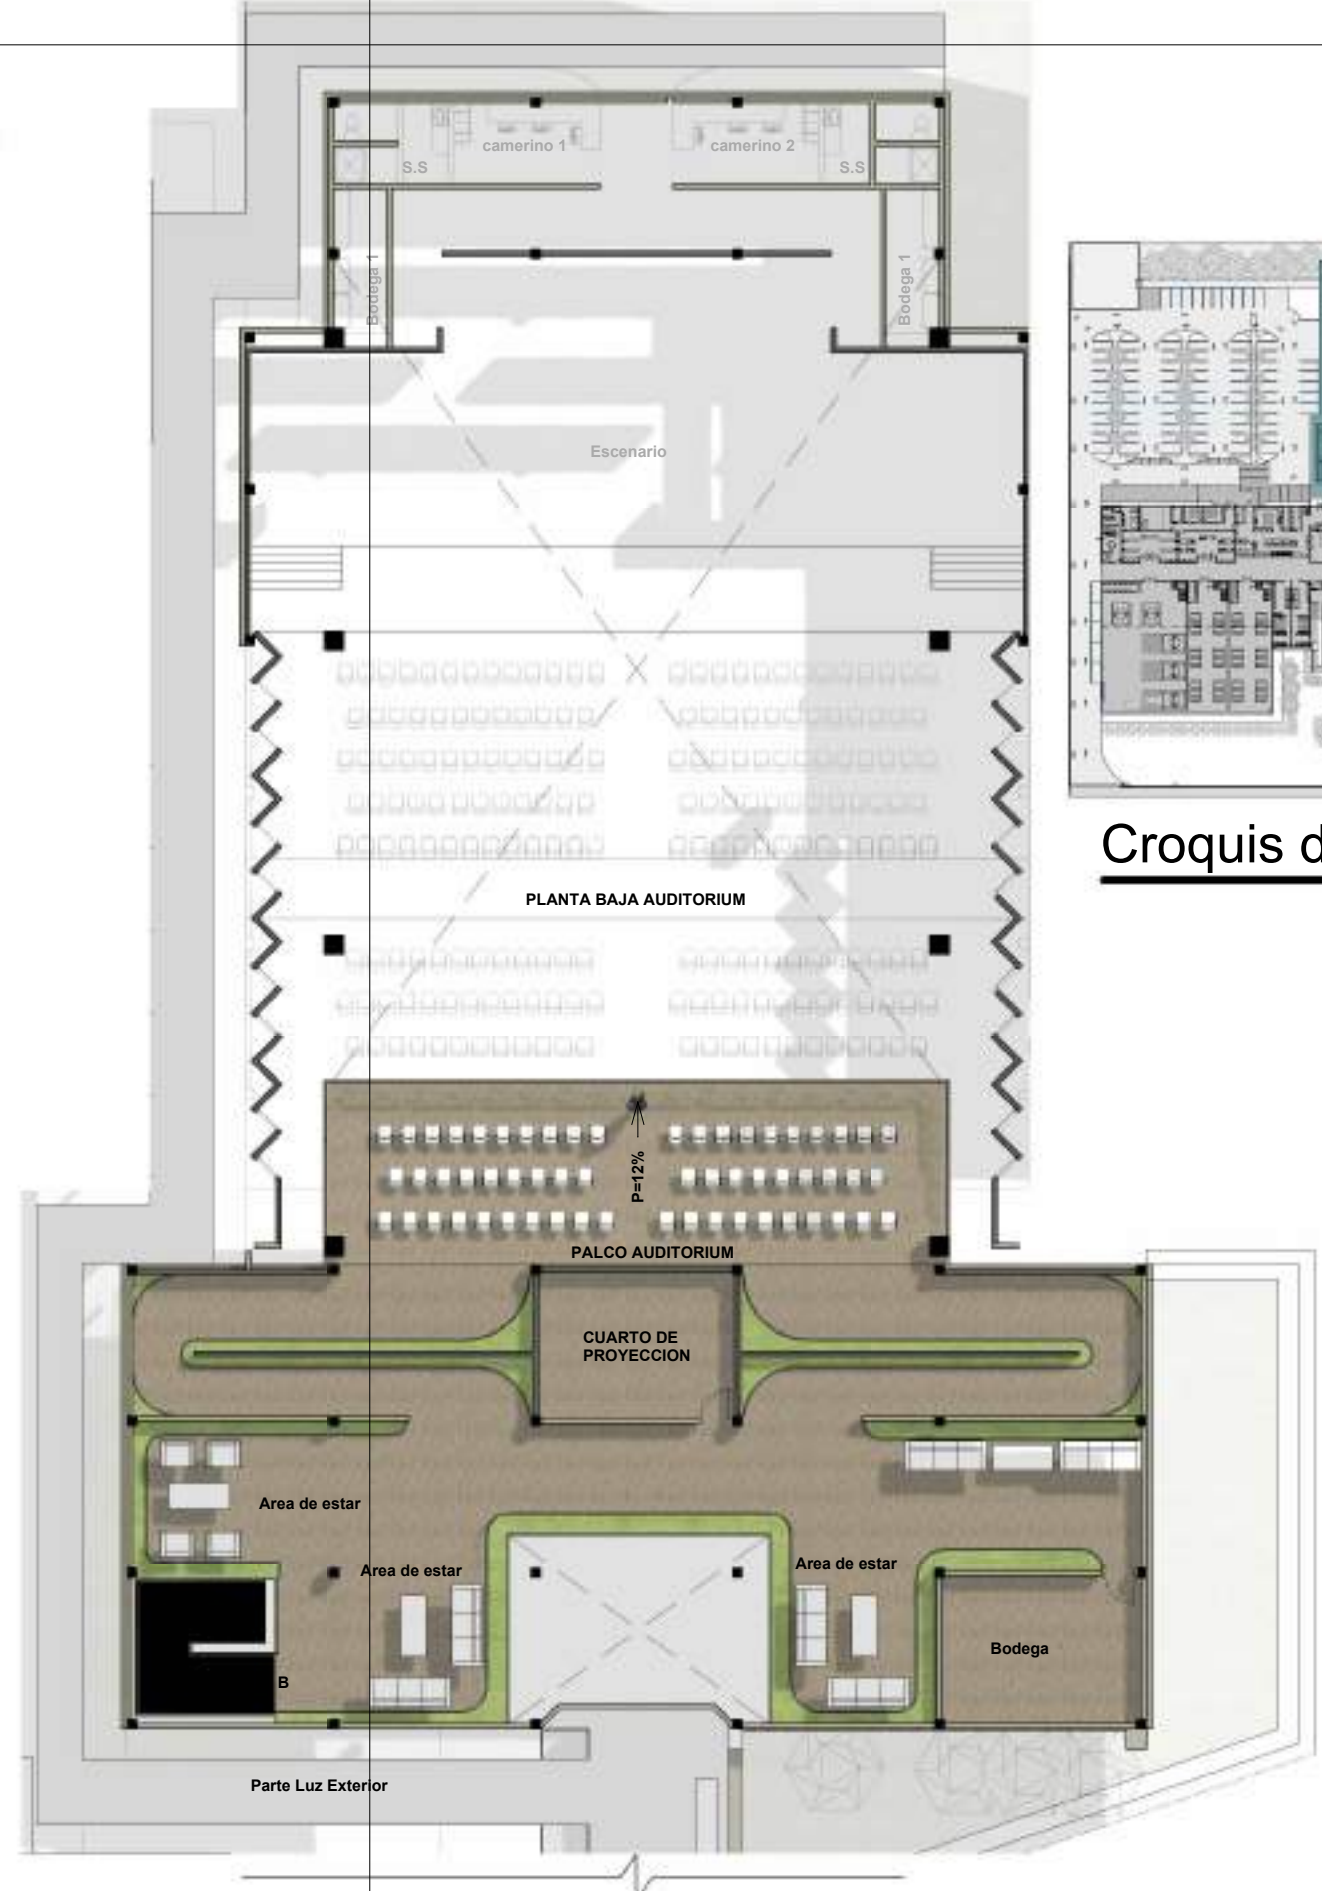 camerino 1
camerino 2
S.S
S.S
Bodega 1
Bodega 1
Escenario
Croquis d
PLANTA BAJA AUDITORIUM
P=12%
PALCO AUDITORIUM
CUARTO DE
PROYECCION
Area de estar
Area de estar
Area de estar
Bodega
B
Parte Luz Exterior